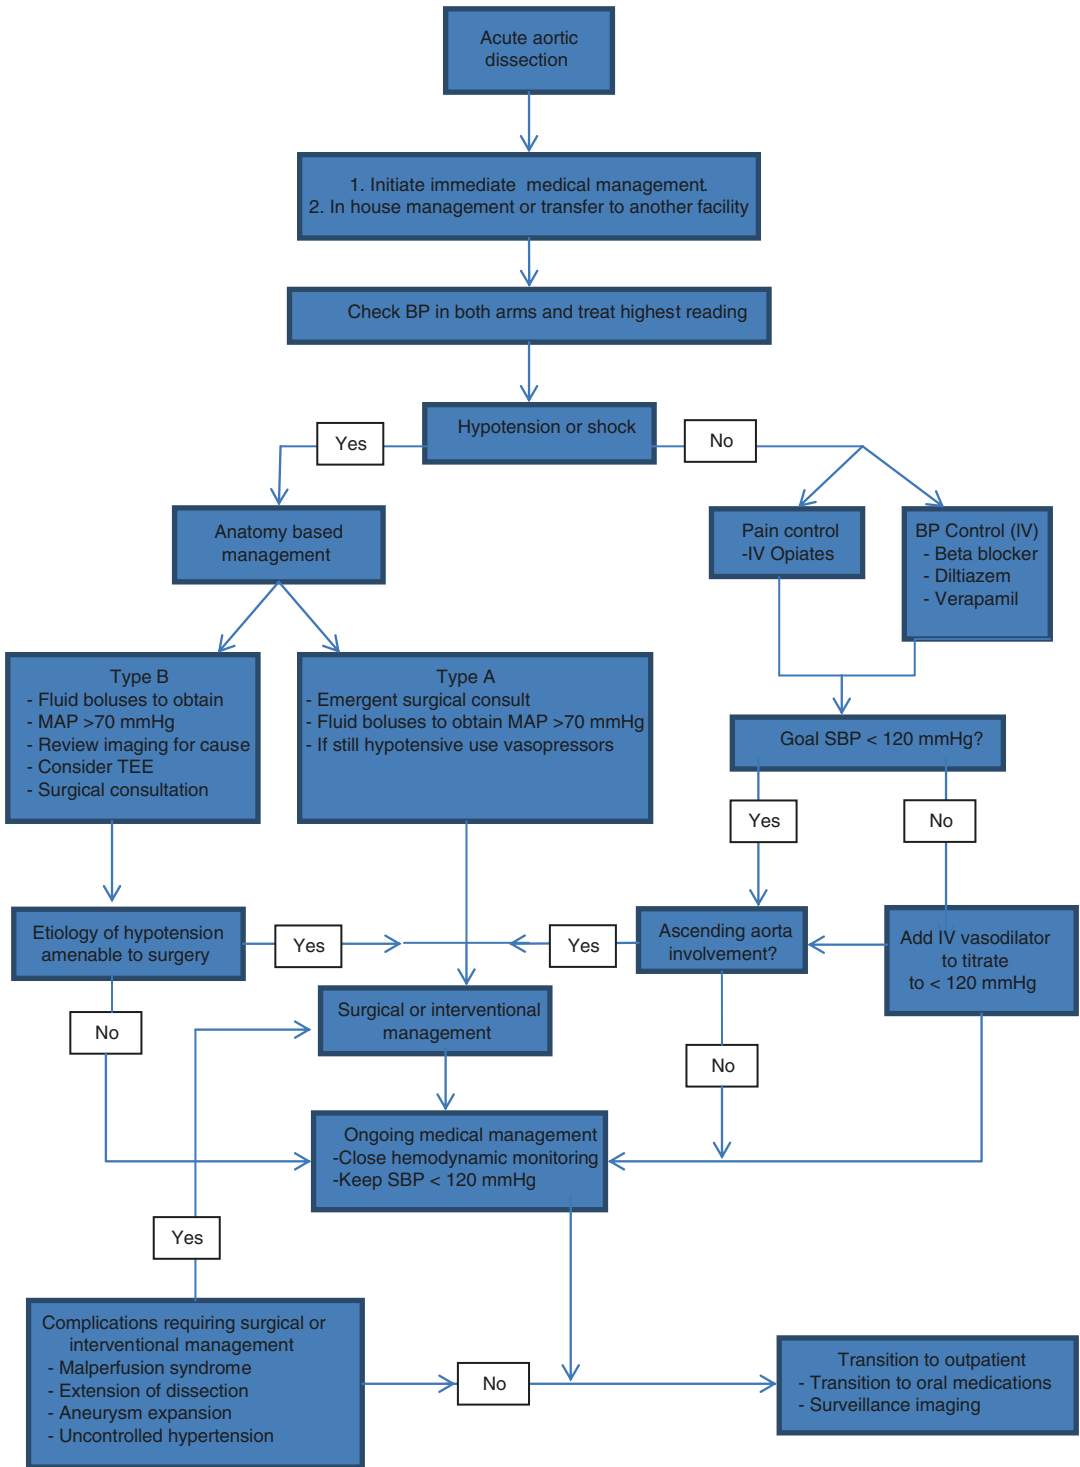 Acute aortic
dissection
1. Initiate immediate medical management.
2. In house management or transfer to another facility
Check BP in both arms and treat highest reading
Hypotension or shock
Yes
No
Anatomy based
management
Pain control
-IV Opiates
BP Control (IV)
- Beta blocker
- Diltiazem
- Verapamil
Type B
- Fluid boluses to obtain
- MAP >70 mmHg
- Review imaging for cause
- Consider TEE
- Surgical consultation
Type A
- Emergent surgical consult
- Fluid boluses to obtain MAP >70 mmHg
- If still hypotensive use vasopressors
Goal SBP < 120 mmHg?
Yes
No
Etiology of hypotension
amenable to surgery
Yes
Yes
Ascending aorta
involvement?
Add IV vasodilator
to titrate
to < 120 mmHg
No
Surgical or interventional
management
No
Ongoing medical management
-Close hemodynamic monitoring
-Keep SBP < 120 mmHg
Yes
Complications requiring surgical or
interventional management
- Malperfusion syndrome
- Extension of dissection
- Aneurysm expansion
- Uncontrolled hypertension
No
Transition to outpatient
- Transition to oral medications
- Surveillance imaging